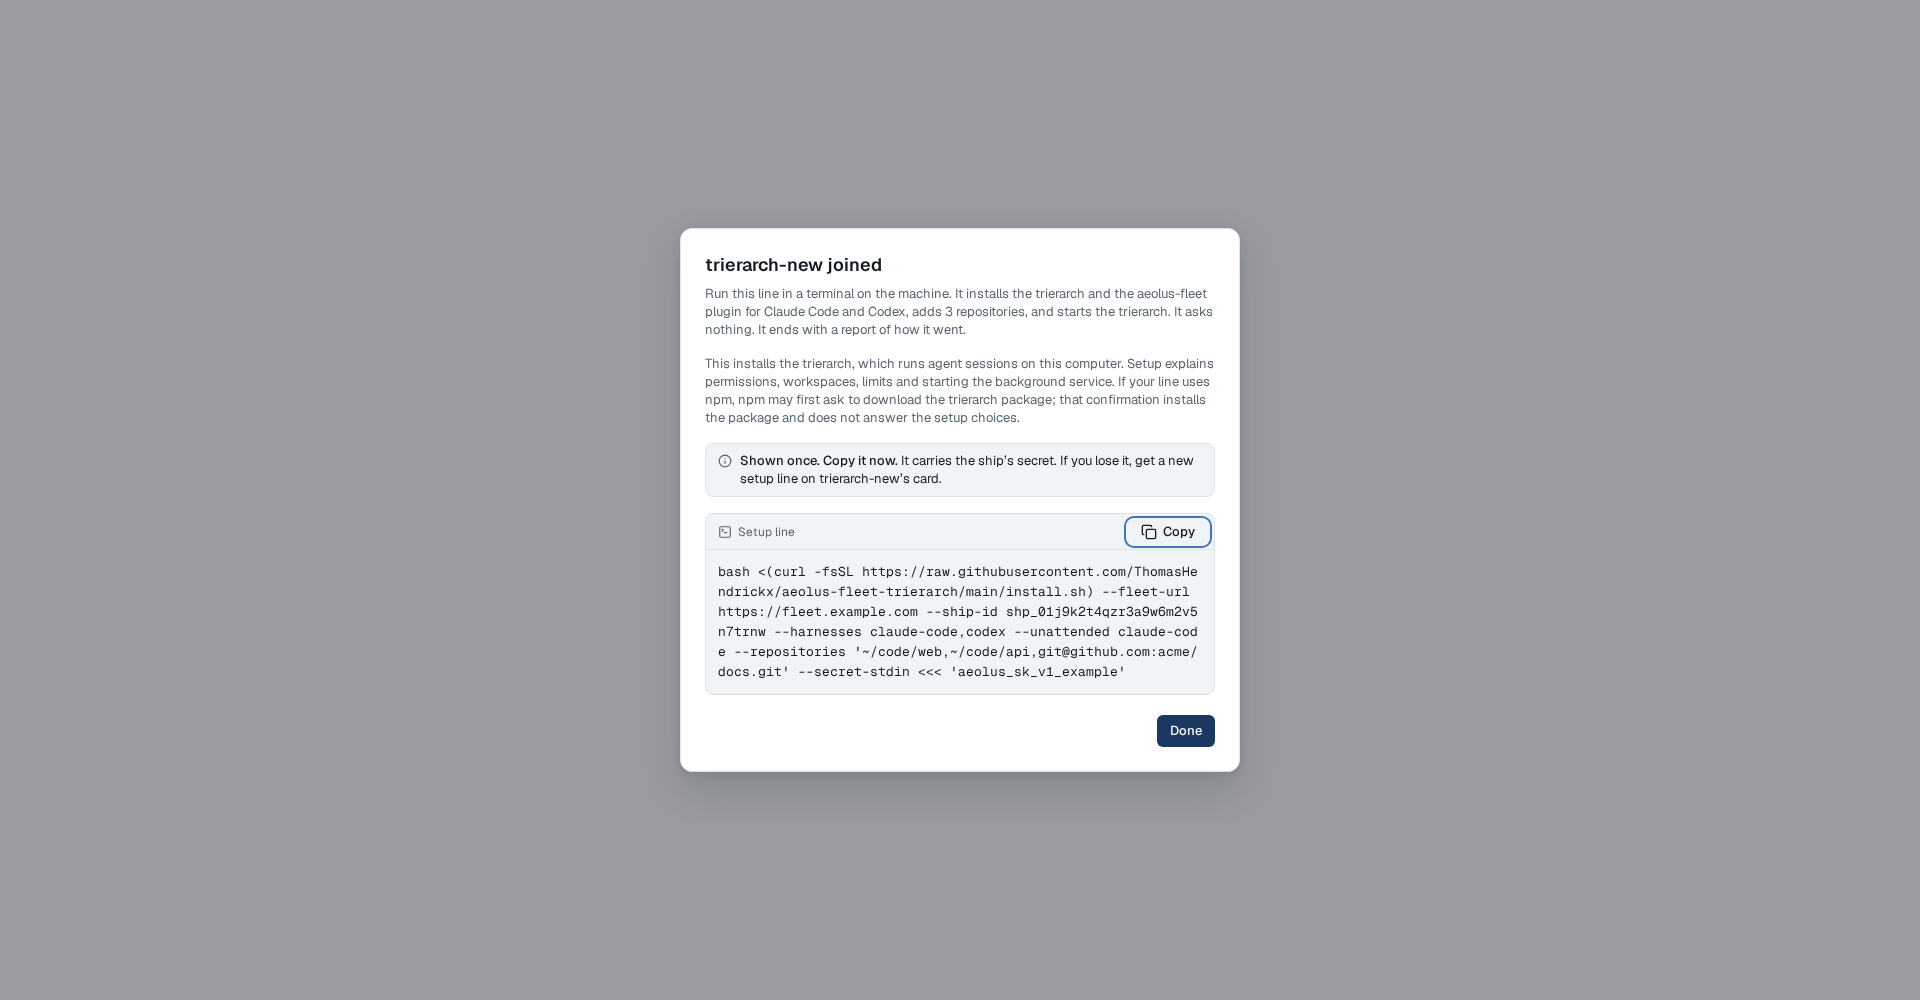 trierarch-new joined
Run this line in a terminal on the machine. It installs the trierarch and the aeolus-fleet
plugin for Claude Code and Codex, adds 3 repositories, and starts the trierarch. It asks
nothing. It ends with a report of how it went.
This installs the trierarch, which runs agent sessions on this computer. Setup explains
permissions, workspaces, limits and starting the background service. If your line uses
npm, npm may first ask to download the trierarch package; that confirmation installs
the package and does not answer the setup choices.
Shown once. Copy it now. It carries the ship's secret. If you lose it, get a new
setup line on trierarch-new's card.
Setup line
Copy
bash <(curl -fsSL https://raw.githubusercontent.com/ThomasHe
ndrickx/aeolus-fleet-trierarch/main/install.sh) --fleet-url
https://fleet.example.com --ship-id shp_01j9k2t4qzr3a9w6m2v5
n7trnw --harnesses claude-code,codex --unattended claude-cod
e --repositories '~/code/web,~/code/api,git@github.com:acme/
docs.git' --secret-stdin <<< 'aeolus_sk_v1_example'
Done